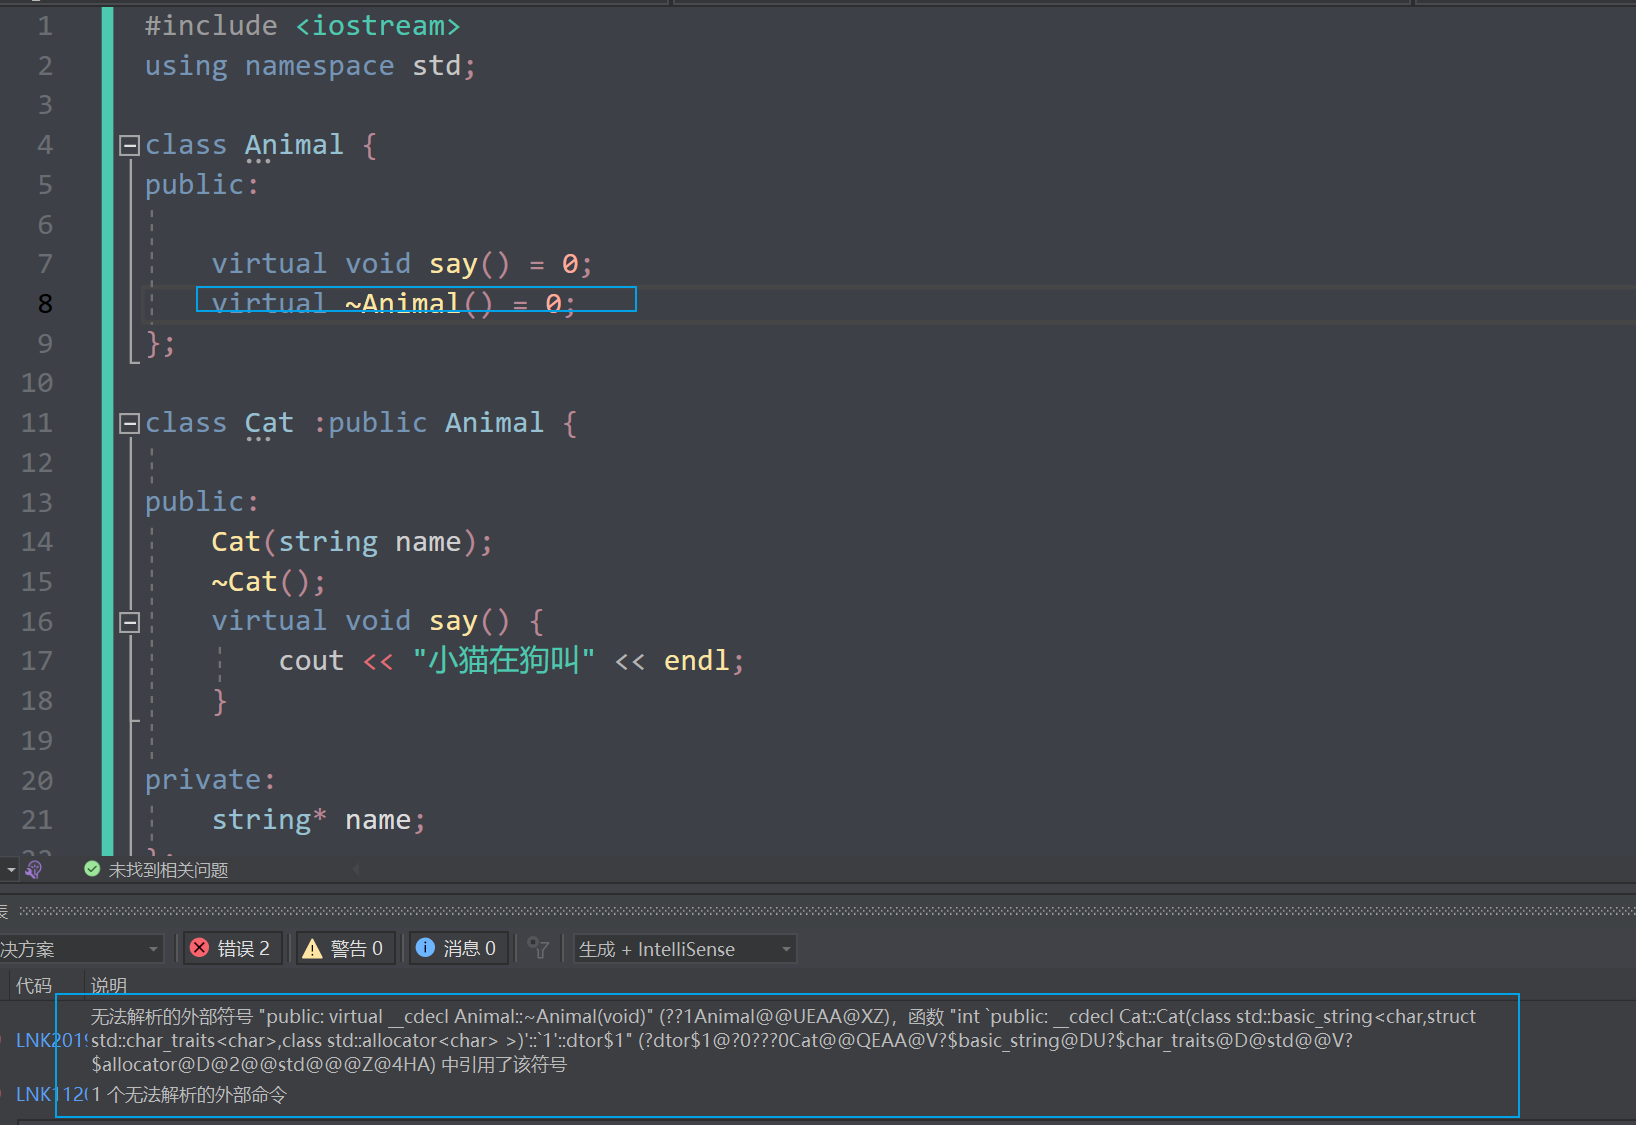 1 #include <iostream>
2 using namespace std;
3
4 class Animal {
5 public:
6
7 virtual void say() = 0;
8 virtual ~Animal() = 0;
9 };
10
11 class Cat :public Animal {
12
13 public:
14 Cat(string name);
15 ~Cat();
16 virtual void say() {
17 cout << "小猫在狗叫" << endl;
18 }
19
20 private:
21 string* name;
未找到相关问题
决方案 错误 2 警告 0 消息 0 生成 + IntelliSense
代码 说明
无法解析的外部符号 "public: virtual __cdecl Animal::~Animal(void)" (??1Animal@@UEAA@XZ),函数 "int `public: __cdecl Cat::Cat(class std::basic_string<char,struct
LNK2019 std::char_traits<char>,class std::allocator<char> >)'::`1'::dtor$1" (?dtor$1@?0???0Cat@@QEAA@V?$basic_string@DU?$char_traits@D@std@@V?
$allocator@D@2@@std@@@Z@4HA) 中引用了该符号
LNK1120 1 个无法解析的外部命令